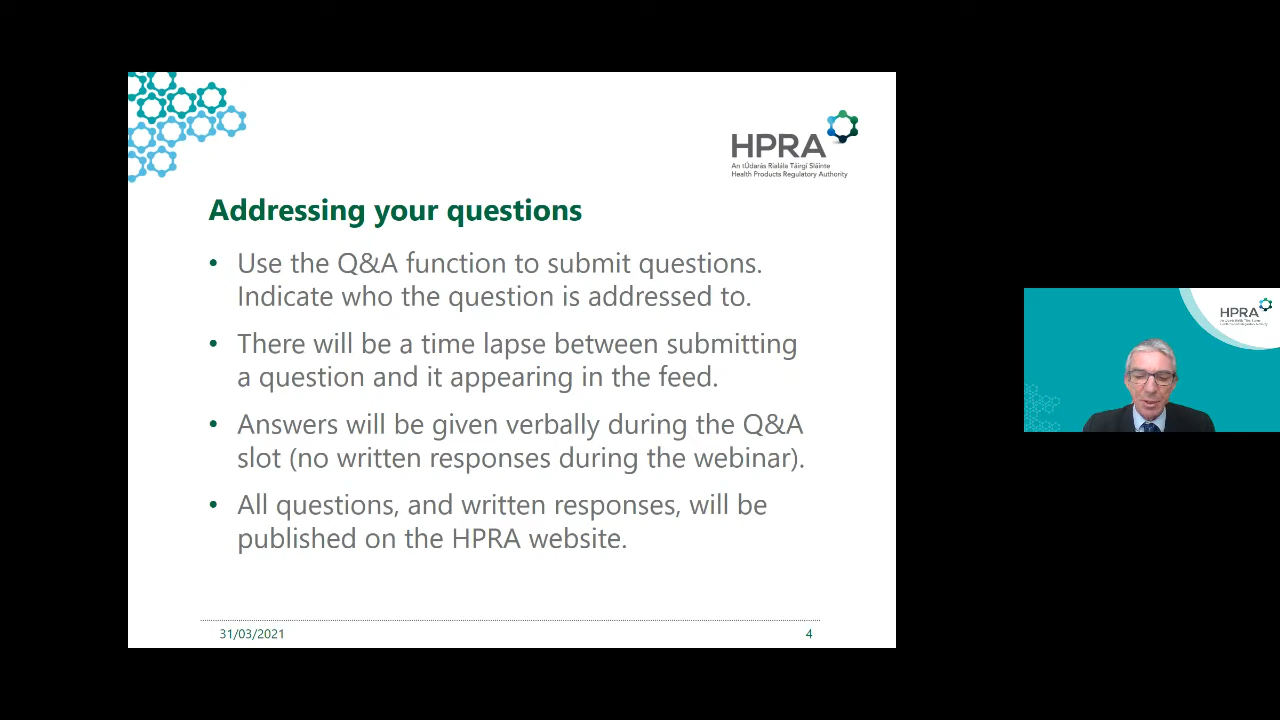 HPRA
An tÚdarás Rialála Táirgí Sláinte
Health Products Regulatory Authority
Addressing your questions
• Use the Q&A function to submit questions.
Indicate who the question is addressed to.
• There will be a time lapse between submitting
a question and it appearing in the feed.
• Answers will be given verbally during the Q&A
slot (no written responses during the webinar).
• All questions, and written responses, will be
published on the HPRA website.
31/03/2021
4
HPRA